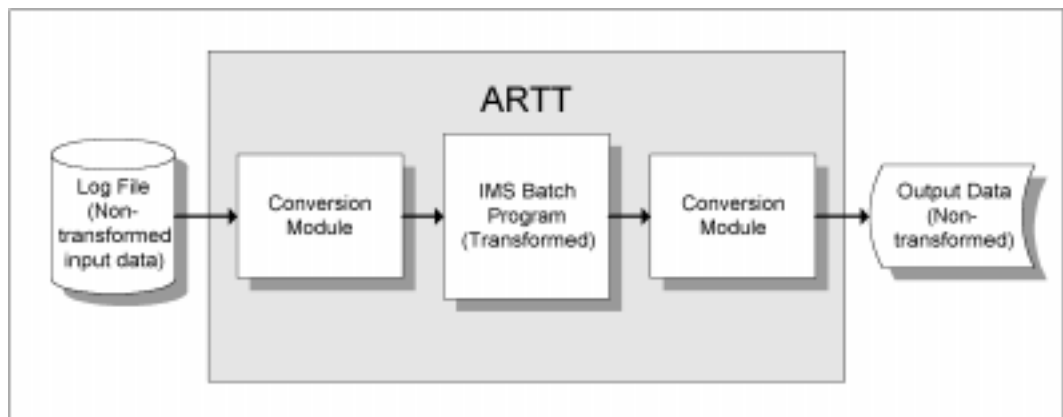 ARTT
Log File
(Non-
transformed
input data)
Conversion
Module
IMS Batch
Program
(Transformed)
Conversion
Module
Output Data
(Non-
transformed)